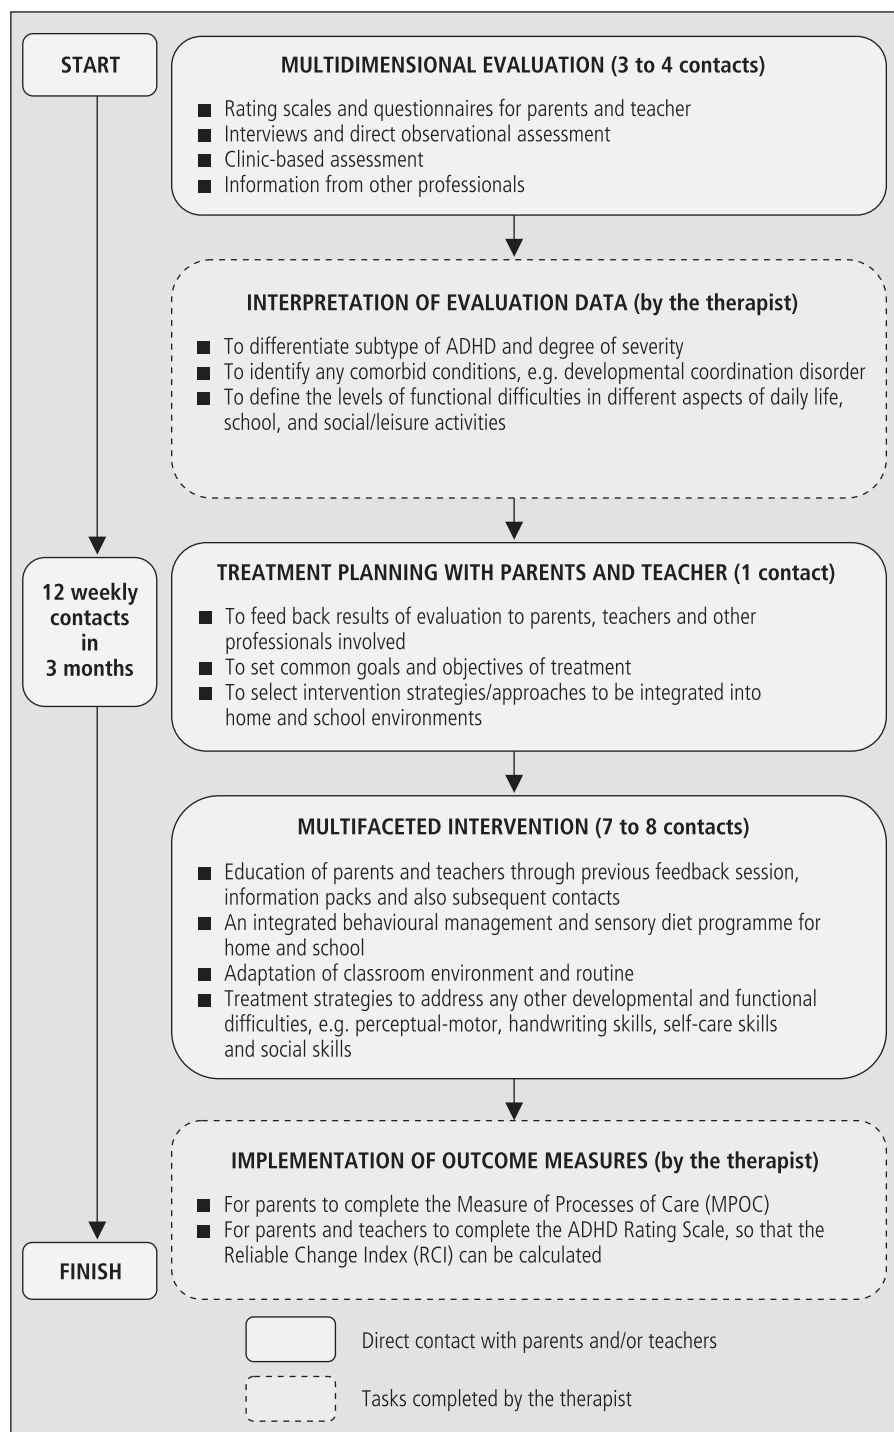 START
MULTIDIMENSIONAL EVALUATION (3 to 4 contacts)
■ Rating scales and questionnaires for parents and teacher
■ Interviews and direct observational assessment
■ Clinic-based assessment
■ Information from other professionals
INTERPRETATION OF EVALUATION DATA (by the therapist)
■ To differentiate subtype of ADHD and degree of severity
■ To identify any comorbid conditions, e.g. developmental coordination disorder
■ To define the levels of functional difficulties in different aspects of daily life,
school, and social/leisure activities
12 weekly
contacts
in
3 months
TREATMENT PLANNING WITH PARENTS AND TEACHER (1 contact)
■ To feed back results of evaluation to parents, teachers and other
professionals involved
■ To set common goals and objectives of treatment
■ To select intervention strategies/approaches to be integrated into
home and school environments
MULTIFACETED INTERVENTION (7 to 8 contacts)
■ Education of parents and teachers through previous feedback session,
information packs and also subsequent contacts
■ An integrated behavioural management and sensory diet programme for
home and school
■ Adaptation of classroom environment and routine
■ Treatment strategies to address any other developmental and functional
difficulties, e.g. perceptual-motor, handwriting skills, self-care skills
and social skills
IMPLEMENTATION OF OUTCOME MEASURES (by the therapist)
■ For parents to complete the Measure of Processes of Care (MPOC)
■ For parents and teachers to complete the ADHD Rating Scale, so that the
Reliable Change Index (RCI) can be calculated
FINISH
Direct contact with parents and/or teachers
Tasks completed by the therapist